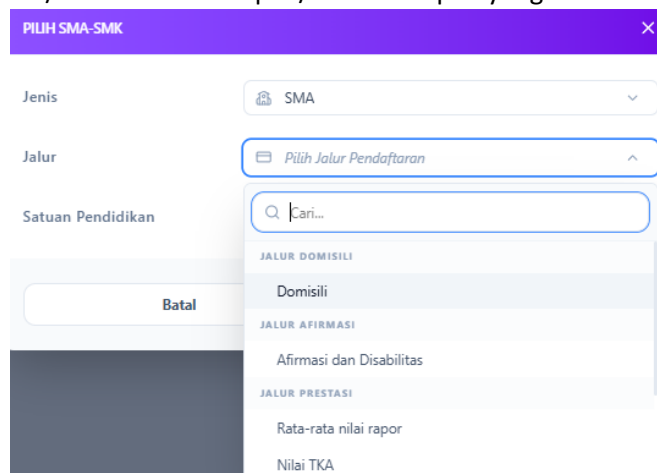 PILIH SMA-SMK
Jenis
SMA
Jalur
Pilih Jalur Pendaftaran
Satuan Pendidikan
Cari...
JALUR DOMISILI
Domisili
Batal
JALUR AFIRMASI
Afirmasi dan Disabilitas
JALUR PRESTASI
Rata-rata nilai rapor
Nilai TKA